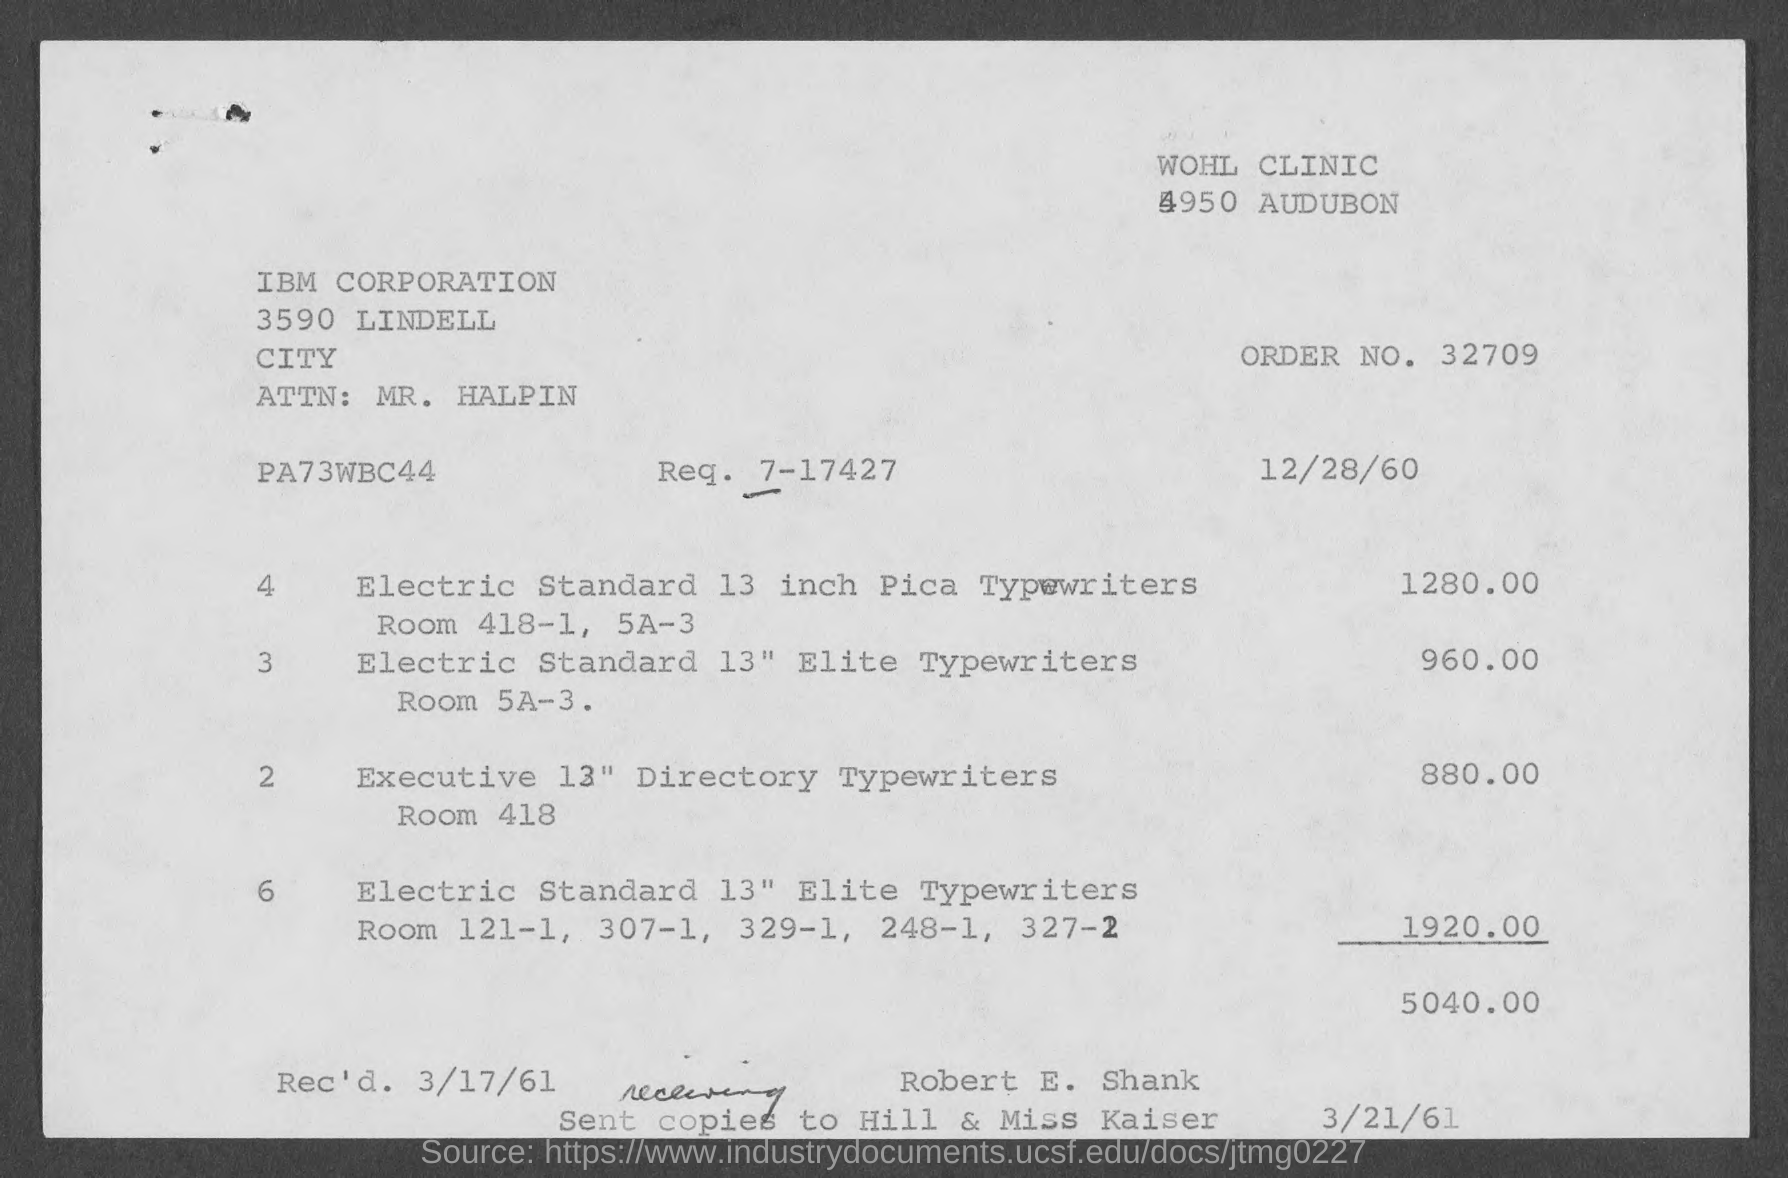 WOHL CLINIC
4950 AUDUBON
IBM CORPORATION
3590 LINDELL
CITY
ORDER NO. 32709
ATTN: MR. HALPIN
PA73WBC44 Req. 7-17427 12/28/60
4 Electric Standard 13 inch Pica Typewriters 1280.00
Room 418-1, 5A-3
3 Electric Standard 13" Elite Typewriters 960.00
Room 5A-3.
2 Executive 13" Directory Typewriters 880.00
Room 418
6 Electric Standard 13" Elite Typewriters
Room 121-1, 307-1, 329-1, 248-1, 327-2 1920.00
5040.00
Rec'd. 3/17/61 receiving Robert E. Shank
Sent copies to Hill & Miss Kaiser 3/21/61
Source: https://www.industrydocuments.ucsf.edu/docs/jtmg0227